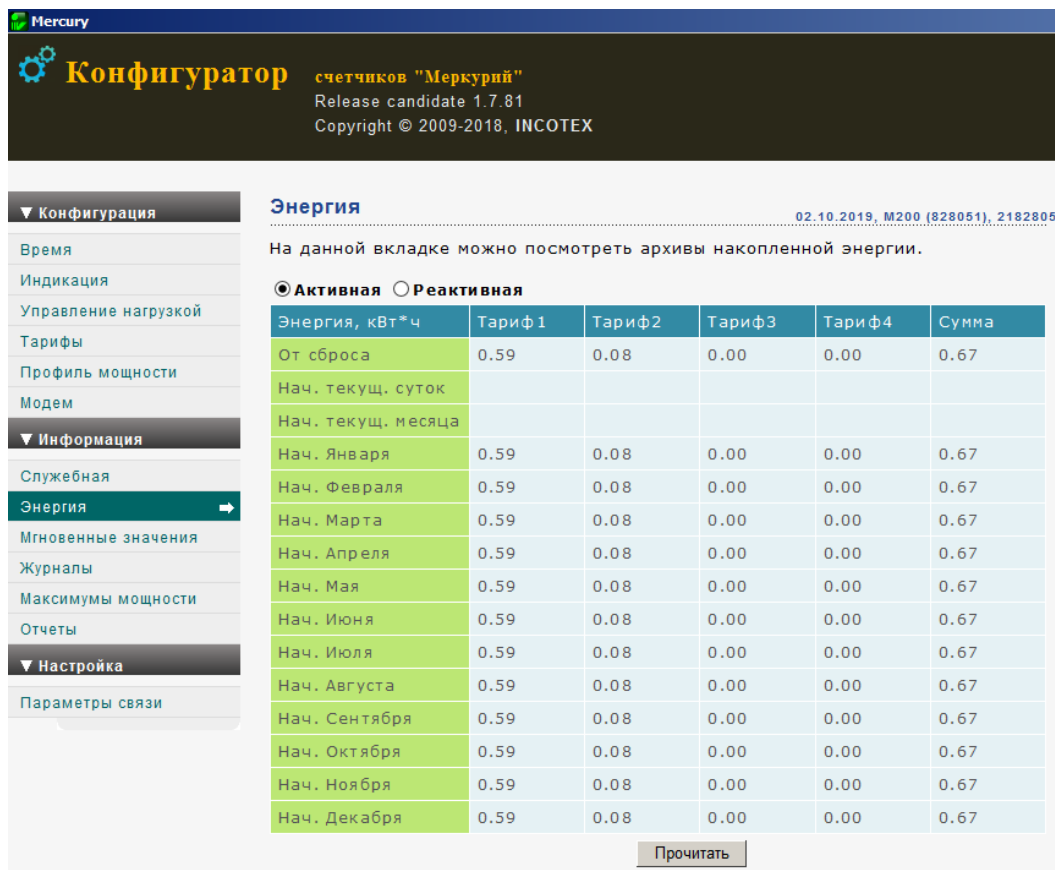 Mercury
Конфигуратор счетчиков "Меркурий"
Release candidate 1.7.81
Copyright © 2009-2018, INCOTEX
▼ Конфигурация
Время
Индикация
Управление нагрузкой
Тарифы
Профиль мощности
Модем
▼ Информация
Служебная
Энергия
Мгновенные значения
Журналы
Максимумы мощности
Отчеты
▼ Настройка
Параметры связи
Энергия
02.10.2019, M200 (828051), 2182805
На данной вкладке можно посмотреть архивы накопленной энергии.
Активная Реактивная
Энергия, кВт*ч Тариф1 Тариф2 Тариф3 Тариф4 Сумма
От сброса 0.59 0.08 0.00 0.00 0.67
Нач. текущ. суток
Нач. текущ. месяца
Нач. Января 0.59 0.08 0.00 0.00 0.67
Нач. Февраля 0.59 0.08 0.00 0.00 0.67
Нач. Марта 0.59 0.08 0.00 0.00 0.67
Нач. Апреля 0.59 0.08 0.00 0.00 0.67
Нач. Мая 0.59 0.08 0.00 0.00 0.67
Нач. Июня 0.59 0.08 0.00 0.00 0.67
Нач. Июля 0.59 0.08 0.00 0.00 0.67
Нач. Августа 0.59 0.08 0.00 0.00 0.67
Нач. Сентября 0.59 0.08 0.00 0.00 0.67
Нач. Октября 0.59 0.08 0.00 0.00 0.67
Нач. Ноября 0.59 0.08 0.00 0.00 0.67
Нач. Декабря 0.59 0.08 0.00 0.00 0.67
Прочитать